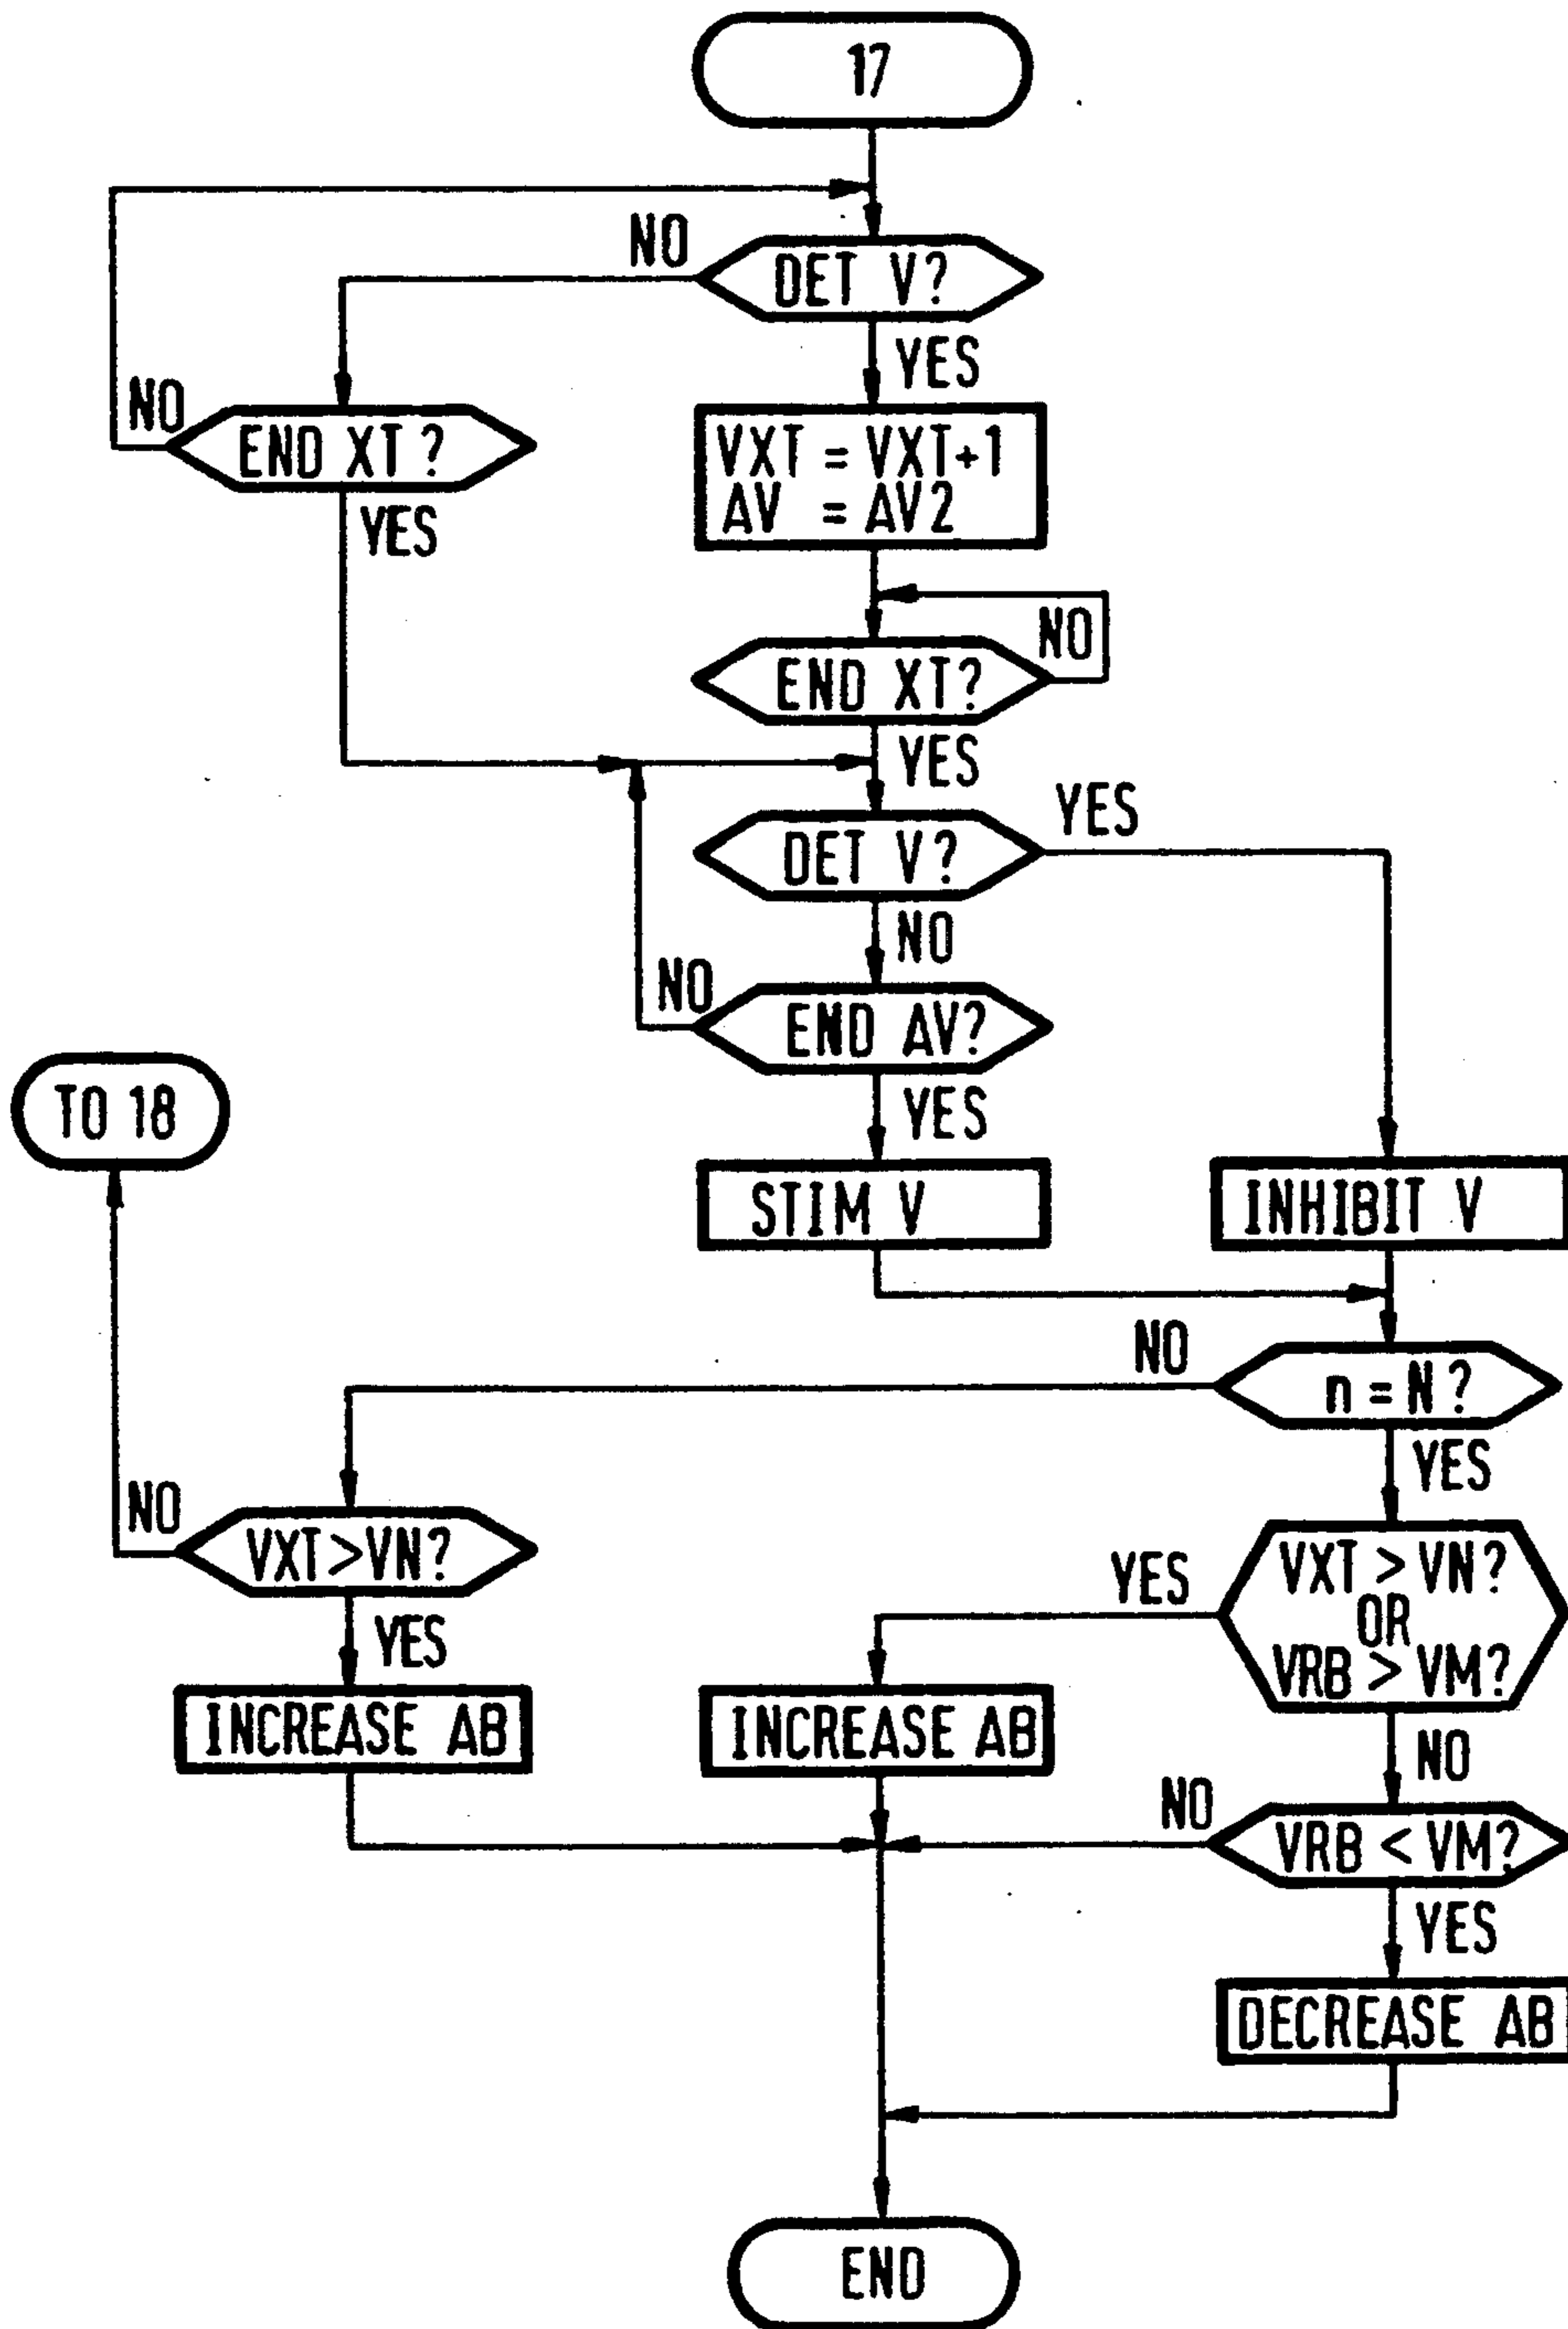 17
NO
DET V?
YES
NO
END XT?
YES
VXT = VXT+1
AV = AV2
NO
END XT?
YES
DET V?
YES
NO
NO
END AV?
YES
TO 18
STIM V
INHIBIT V
NO
n = N?
YES
NO
VXT>VN?
YES
YES
VXT > VN?
OR
VRB > VM?
NO
INCREASE AB
INCREASE AB
NO
VRB < VM?
YES
DECREASE AB
END